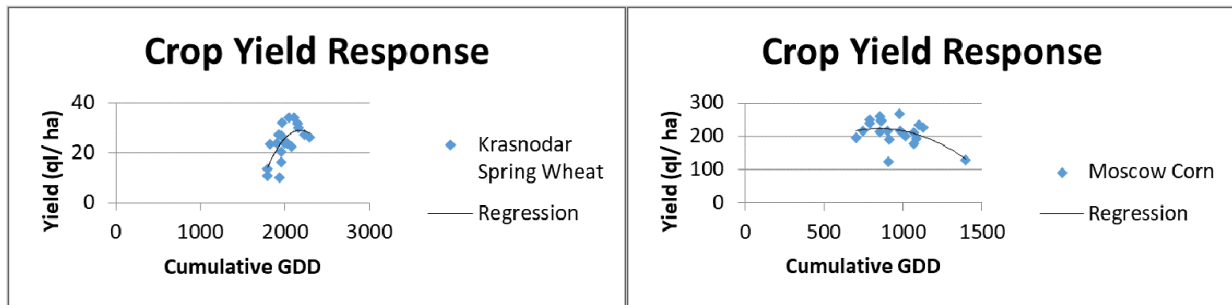 Crop Yield Response
Yield (ql/ ha)
40
20
0
0 1000 2000 3000
Cumulative GDD
Krasnodar
Spring Wheat
Regression
Crop Yield Response
Yield (ql/ ha)
300
200
100
0
0 500 1000 1500
Cumulative GDD
Moscow Corn
Regression